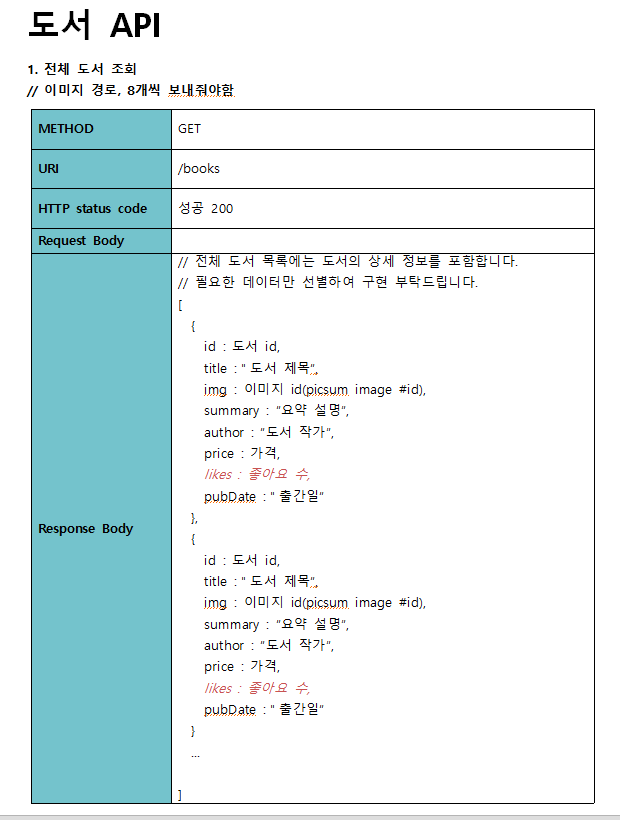 도서 API
1. 전체 도서 조회
// 이미지 경로, 8개씩 보내줘야함
METHOD GET
URI /books
HTTP status code 성공 200
Request Body
// 전체 도서 목록에는 도서의 상세 정보를 포함합니다.
// 필요한 데이터만 선별하여 구현 부탁드립니다.
[
{
id : 도서 id,
title : " 도서 제목",
img : 이미지 id(picsum image #id),
summary : "요약 설명",
author : "도서 작가",
price : 가격,
likes : 좋아요 수,
pubDate : " 출간일"
},
{
Response Body
id : 도서 id,
title : " 도서 제목",
img : 이미지 id(picsum image #id),
summary : "요약 설명",
author : "도서 작가",
price : 가격,
likes : 좋아요 수,
pubDate : " 출간일"
}
...
]